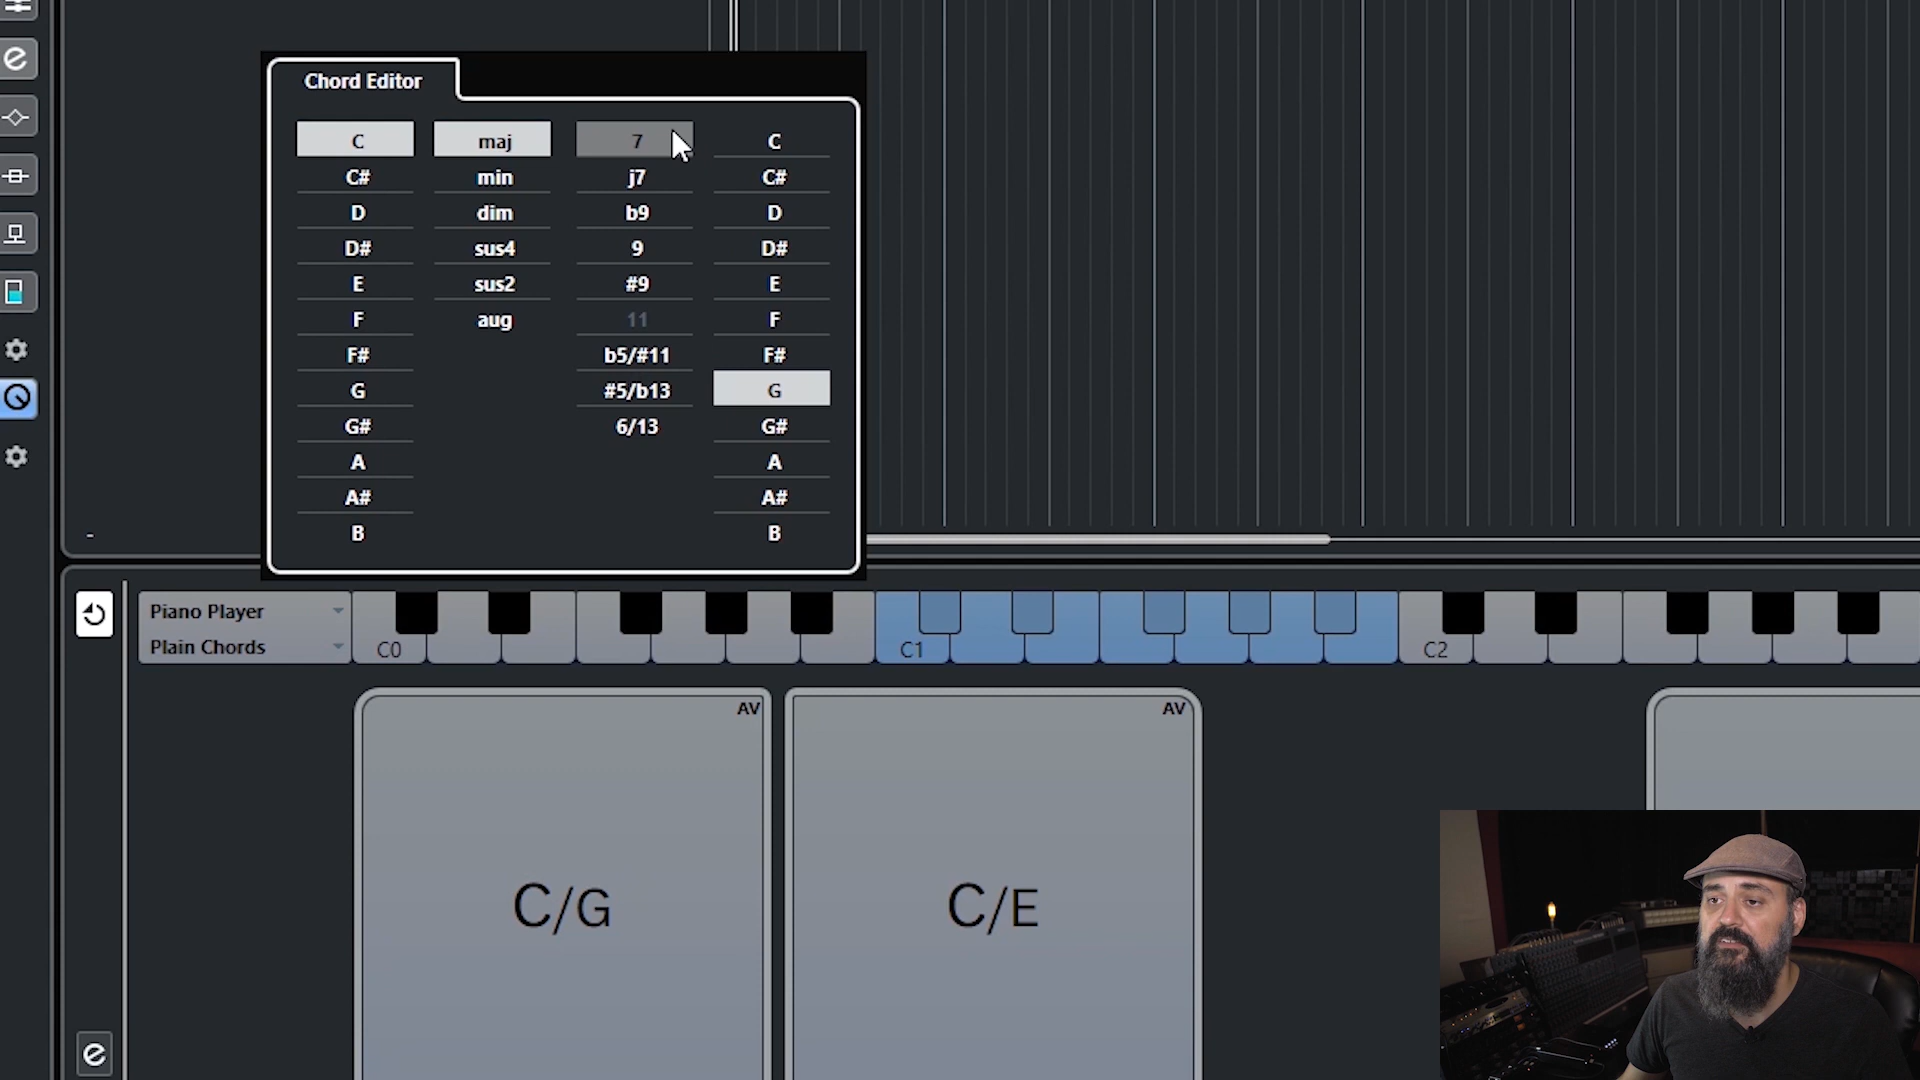 Chord Editor
C maj 7 C
C# min j7 C#
D dim b9 D
D# sus4 9 D#
E sus2 #9 E
F aug 11 F
F# b5/#11 F#
G #5/b13 G
G# 6/13 G#
A A
A# A#
B B
-
Piano Player
Plain Chords
C0 C1 C2
AV AV
C/G C/E